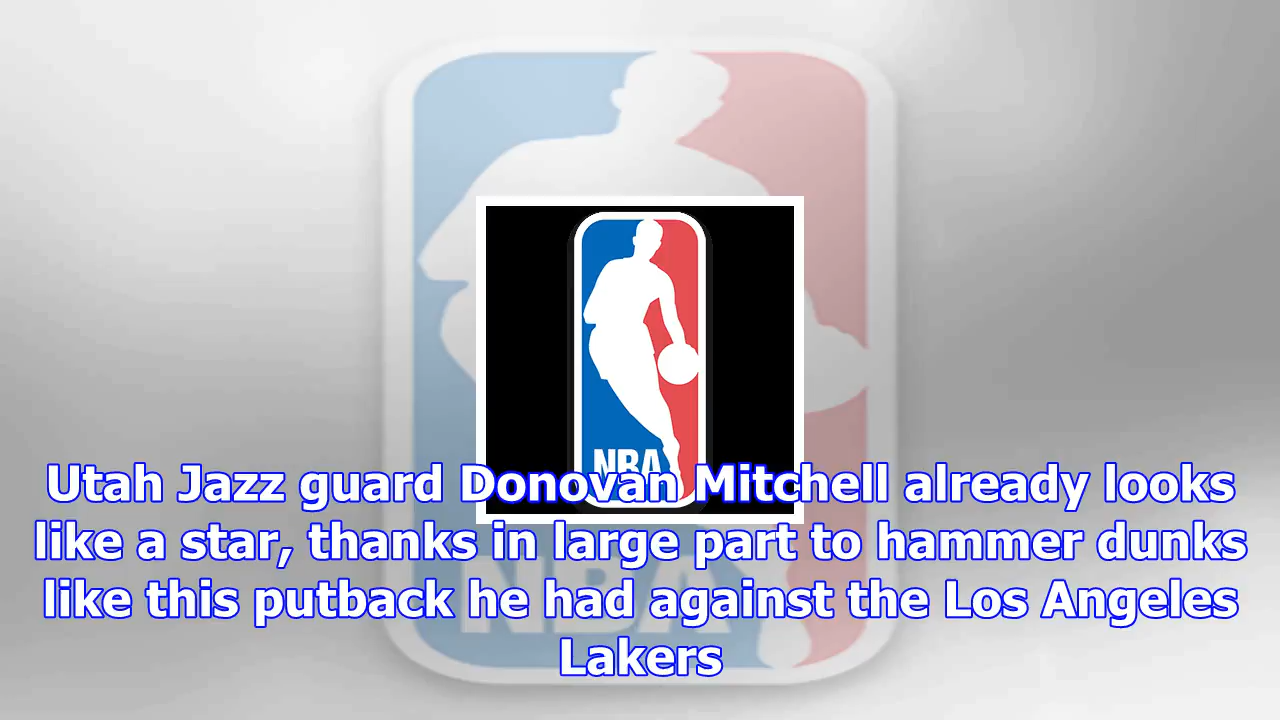 NBA
Utah Jazz guard Donovan Mitchell already looks
like a star, thanks in large part to hammer dunks
like this putback he had against the Los Angeles
Lakers
NBA